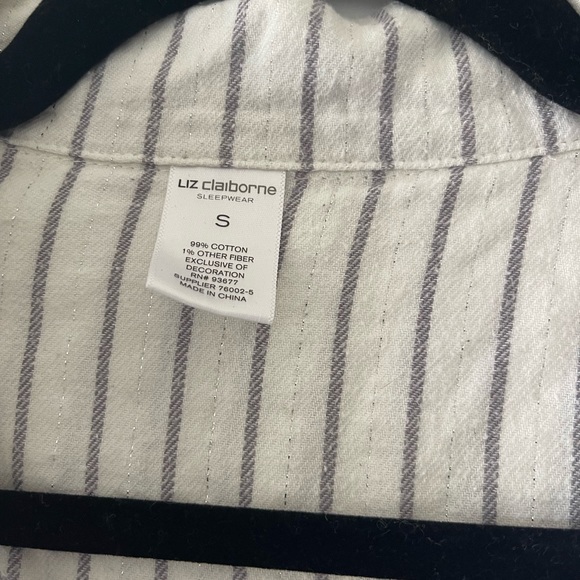 LIZ claiborne
SLEEPWEAR
S
99% COTTON
1% OTHER FIBER
EXCLUSIVE OF
DECORATION
RN# 93677
SUPPLIER 76002-5
MADE IN CHINA